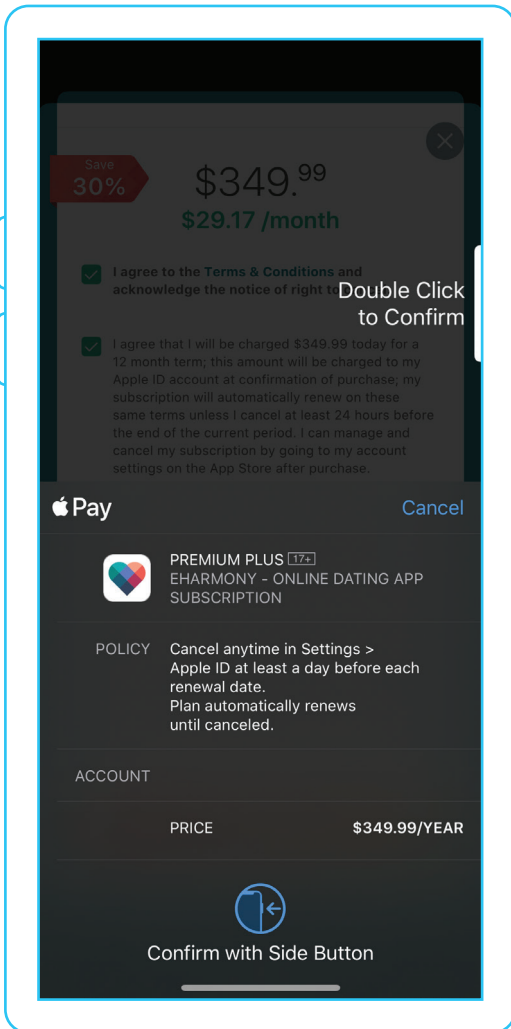 Save
30%
$349.99
$29.17 /month
I agree to the Terms & Conditions and
acknowledge the notice of right to
Double Click
to Confirm
I agree that I will be charged $349.99 today for a
12 month term; this amount will be charged to my
Apple ID account at confirmation of purchase; my
subscription will automatically renew on these
same terms unless I cancel at least 24 hours before
the end of the current period. I can manage and
cancel my subscription by going to my account
settings on the App Store after purchase.
Pay
Cancel
PREMIUM PLUS 17+
EHARMONY - ONLINE DATING APP
SUBSCRIPTION
POLICY
Cancel anytime in Settings >
Apple ID at least a day before each
renewal date.
Plan automatically renews
until canceled.
ACCOUNT
PRICE
$349.99/YEAR
Confirm with Side Button